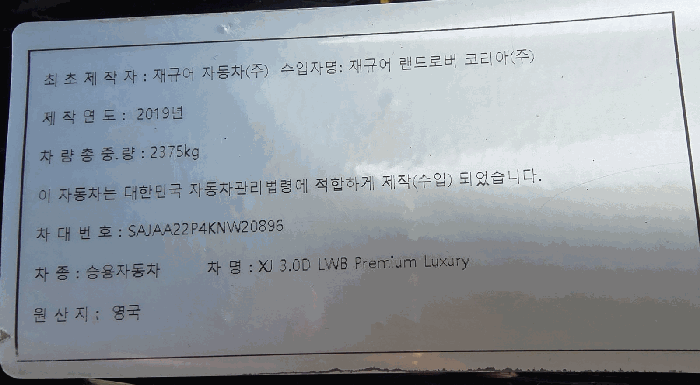 최초제작자 : 재규어 자동차(주) 수입자명: 재규어 랜드로버 코리아(주)
제작연도 : 2019년
차량총중.량 : 2375kg
이 자동차는 대한민국 자동차관리법령에 적합하게 제작(수입) 되었습니다.
차대번호 : SAJAA22P4KNW20895
차종 : 승용자동차 차명 : XJ 3.0D LWB Premium Luxury
원산지 : 영국